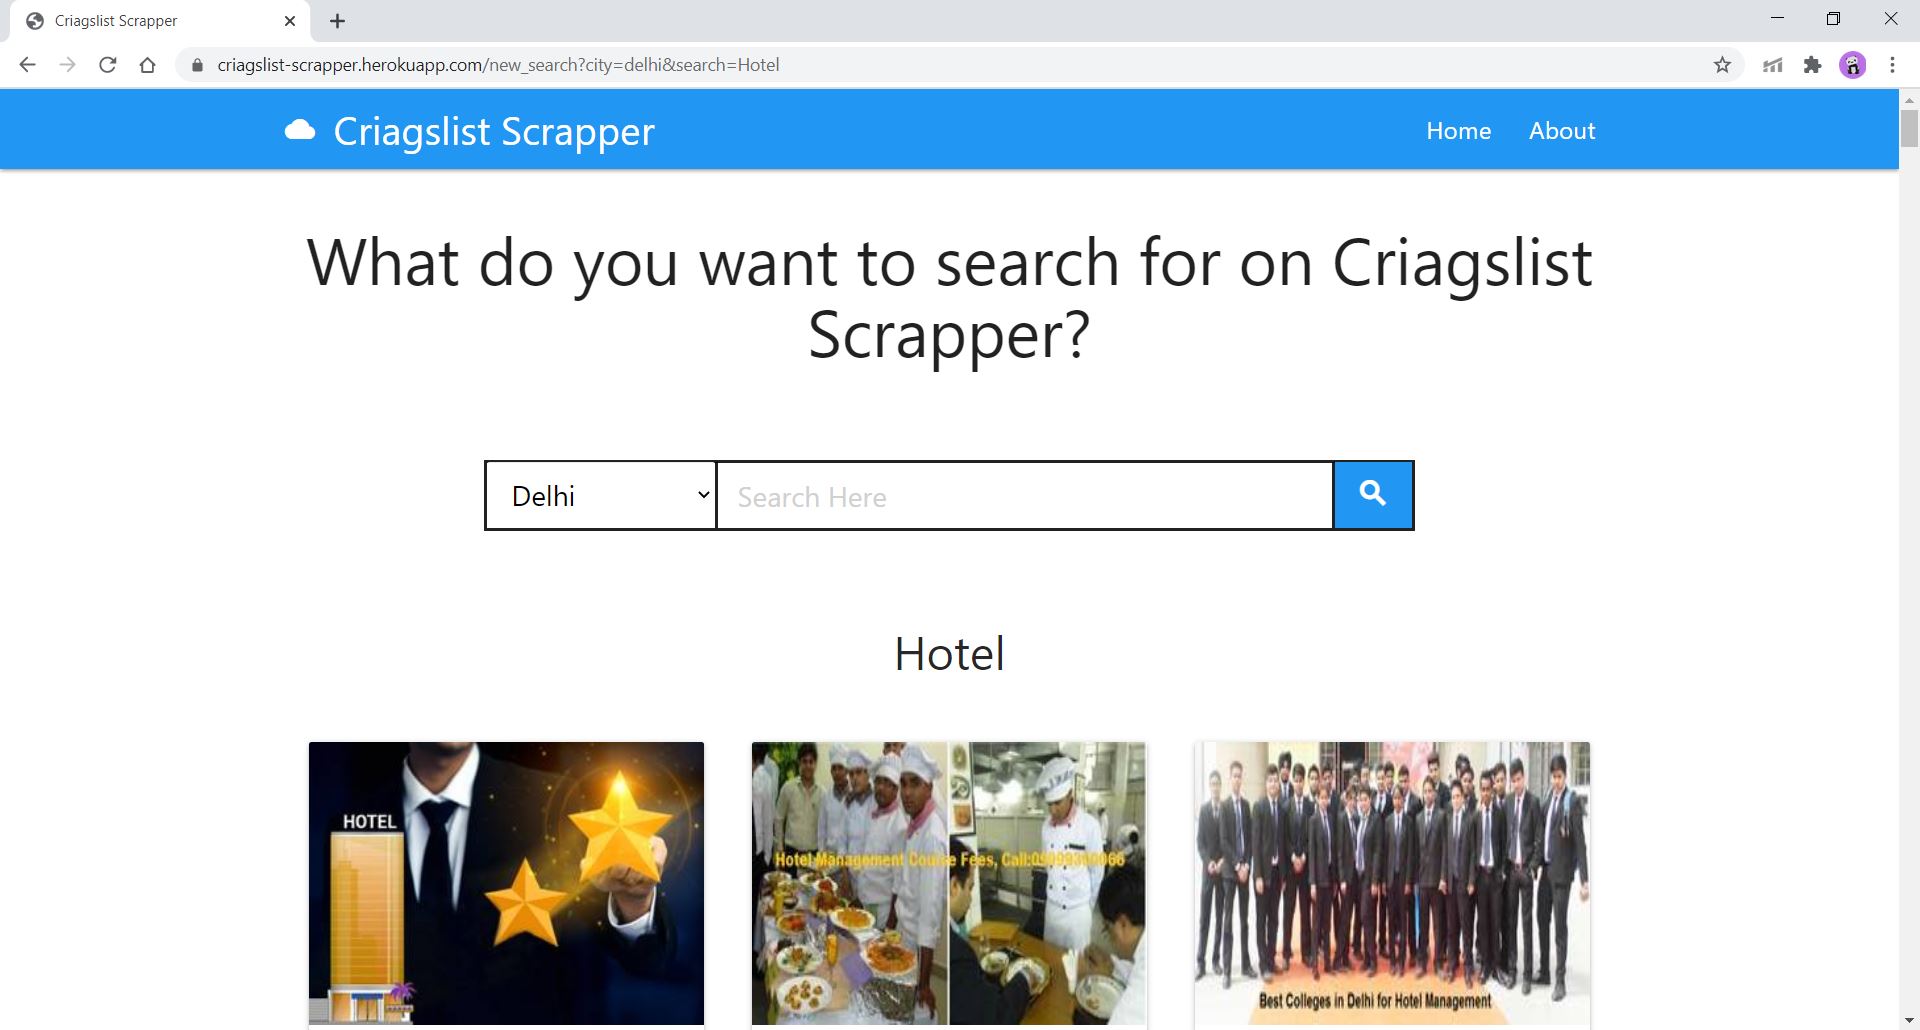 Criagslist Scrapper
criagslist-scrapper.herokuapp.com/new_search?city=delhi&search=Hotel
Criagslist Scrapper
Home
About
What do you want to search for on Criagslist
Scrapper?
Delhi
Search Here
Hotel
HOTEL
Hotel Management Course Fees, Call:
Best Colleges in Delhi for Hotel Management